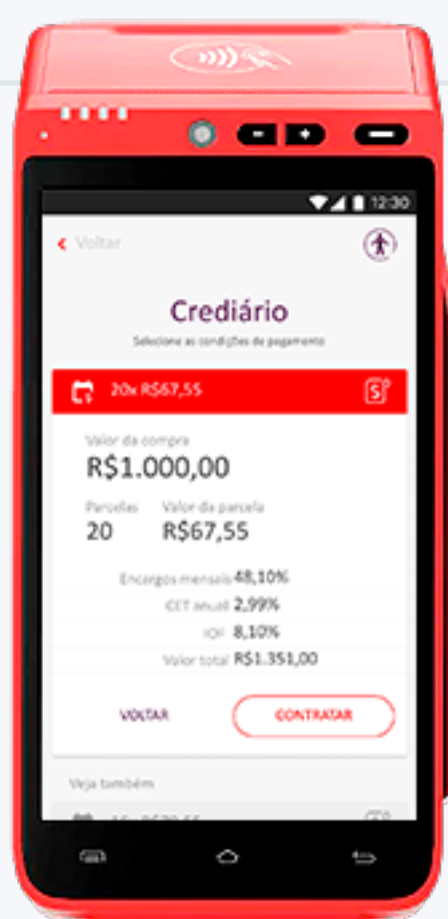 12:30
Voltar
Crediário
Selecione as condições de pagamento
20x R$67,55
Valor da compra
R$1.000,00
Parcelas Valor da parcela
20 R$67,55
Encargos mensais 48,10%
CET anual 2,99%
IOF 8,10%
Valor total R$1.351,00
VOLTAR CONTRATAR
Veja também